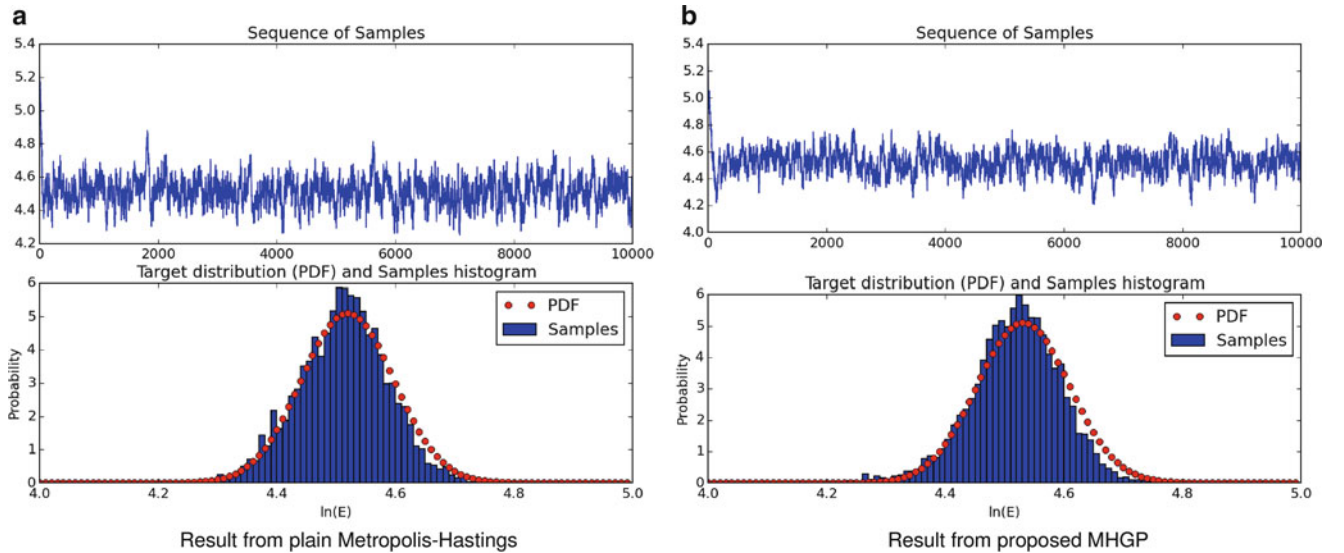 a
Sequence of Samples
5.4
5.2
5.0
4.8
4.6
4.4
4.2
0 2000 4000 6000 8000 10000
Target distribution (PDF) and Samples histogram
6
5
4
3
2
1
0
Probability
PDF
Samples
4.0 4.2 4.4 4.6 4.8 5.0
ln(E)
Result from plain Metropolis-Hastings
b
Sequence of Samples
5.4
5.2
5.0
4.8
4.6
4.4
4.2
4.0
0 2000 4000 6000 8000 10000
Target distribution (PDF) and Samples histogram
6
5
4
3
2
1
0
Probability
PDF
Samples
4.0 4.2 4.4 4.6 4.8 5.0
ln(E)
Result from proposed MHGP